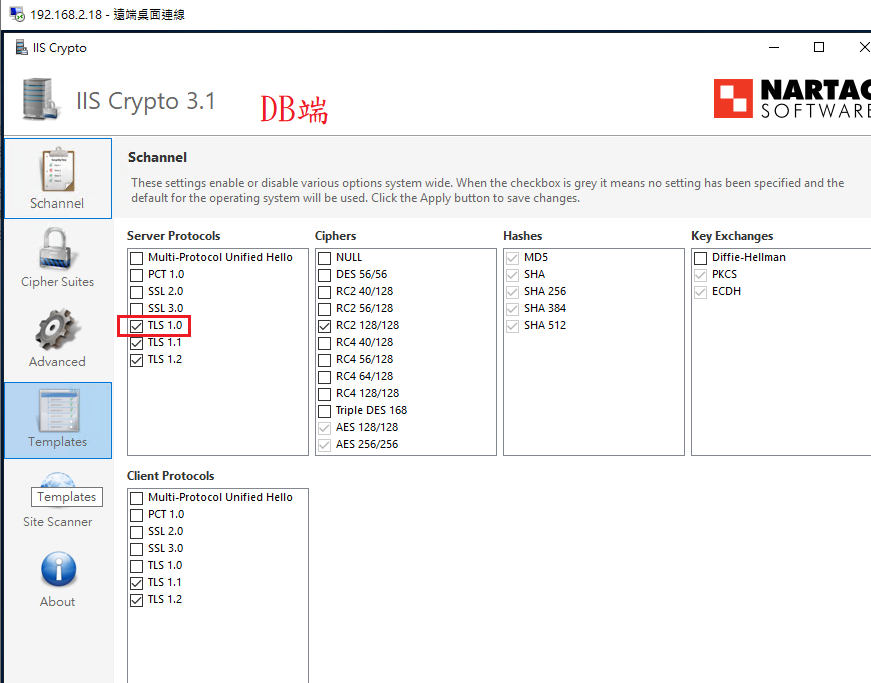 192.168.2.18 - 遠端桌面連線
IIS Crypto
IIS Crypto 3.1
DB端
NARTAC
SOFTWARE
Schannel
These settings enable or disable various options system wide. When the checkbox is grey it means no setting has been specified and the
default for the operating system will be used. Click the Apply button to save changes.
Schannel
Cipher Suites
Advanced
Templates
Templates
Site Scanner
About
Server Protocols
Multi-Protocol Unified Hello
PCT 1.0
SSL 2.0
SSL 3.0
TLS 1.0
TLS 1.1
TLS 1.2
Ciphers
NULL
DES 56/56
RC2 40/128
RC2 56/128
RC2 128/128
RC4 40/128
RC4 56/128
RC4 64/128
RC4 128/128
Triple DES 168
AES 128/128
AES 256/256
Hashes
MD5
SHA
SHA 256
SHA 384
SHA 512
Key Exchanges
Diffie-Hellman
PKCS
ECDH
Client Protocols
Multi-Protocol Unified Hello
PCT 1.0
SSL 2.0
SSL 3.0
TLS 1.0
TLS 1.1
TLS 1.2